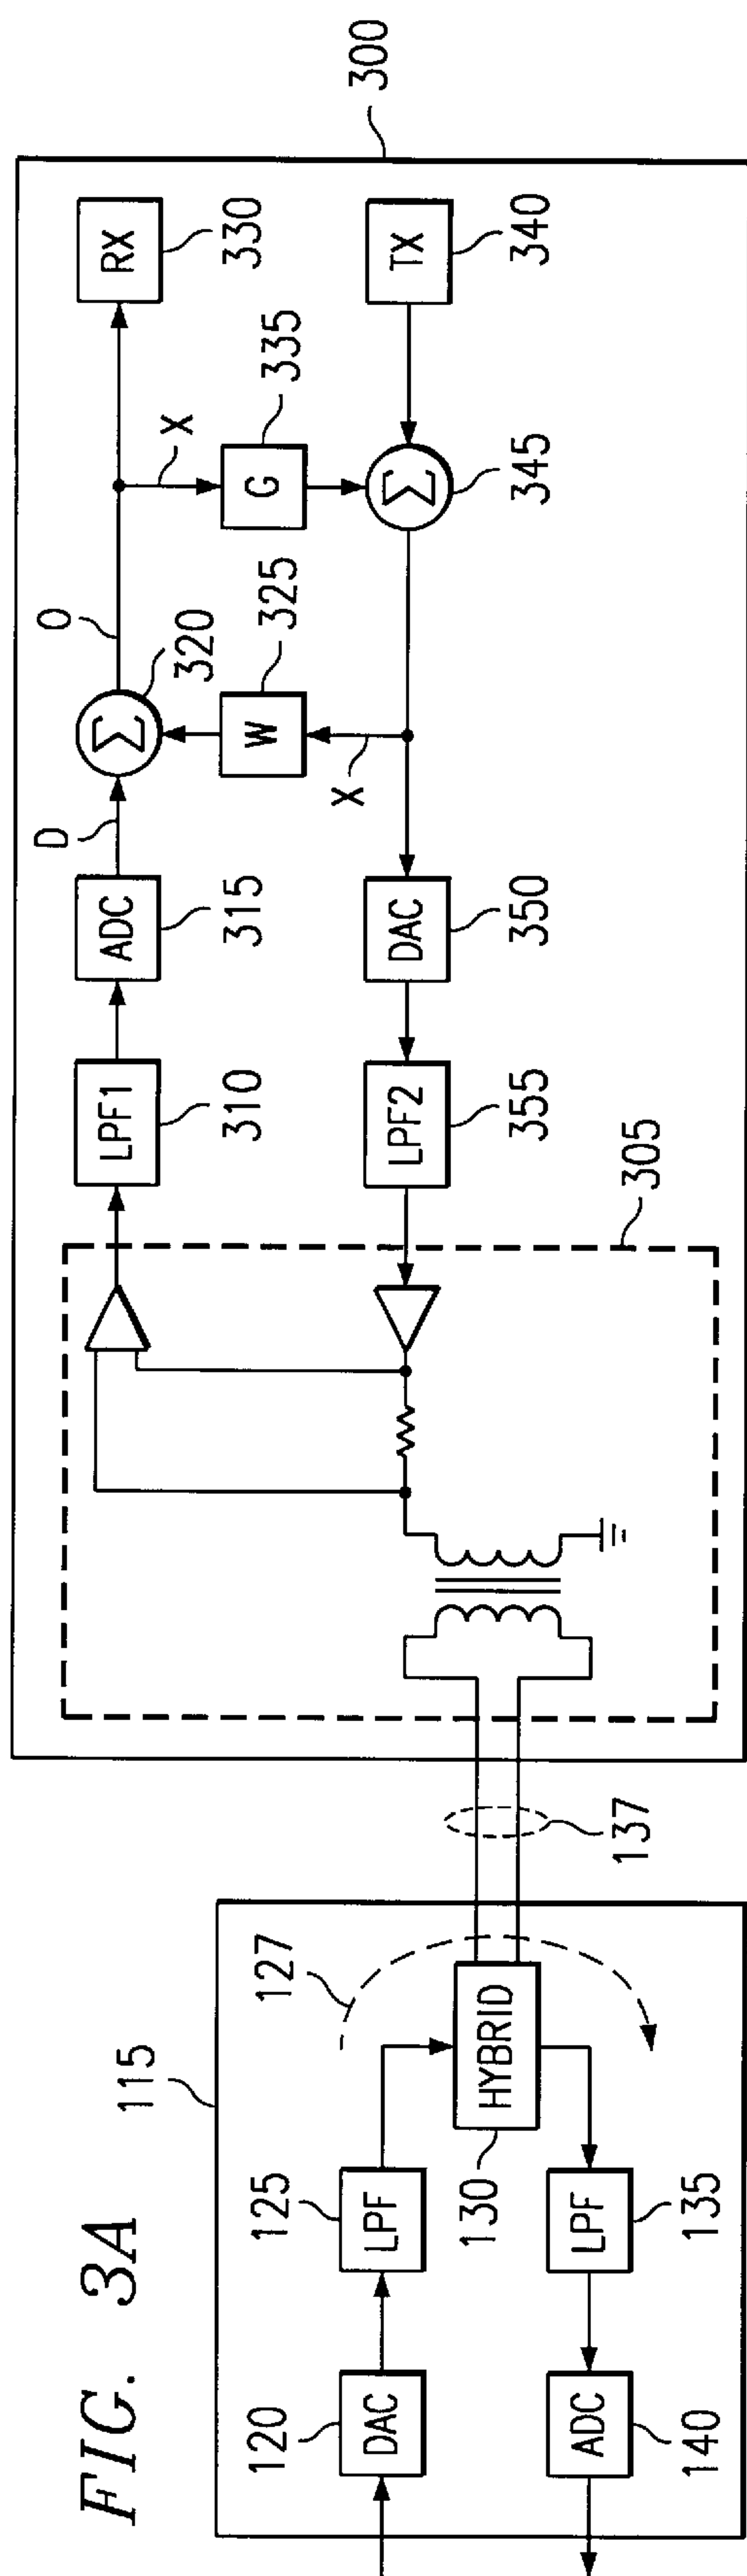 FIG. 3A
115
120
DAC
125
LPF
127
HYBRID
130
LPF
135
ADC
140
137
300
305
LPF1
310
ADC
315
D
Σ
320
O
W
325
X
X
G
335
RX
330
TX
340
Σ
345
DAC
350
LPF2
355